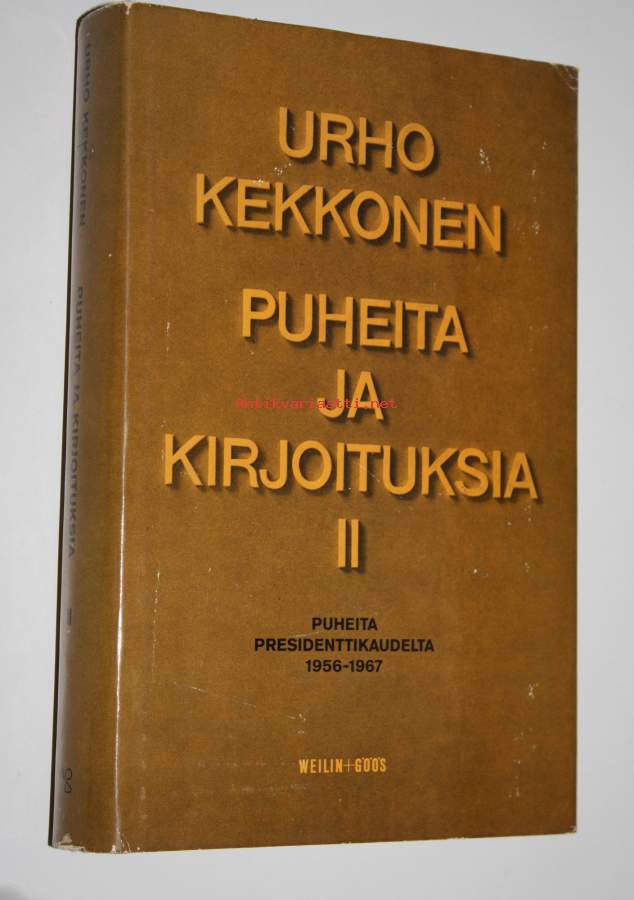 URHO
KEKKONEN
PUHEITA
JA
KIRJOITUKSIA
II
PUHEITA
PRESIDENTTIKAUDELTA
1956-1967
WEILIN+GÖÖS
Antikvariaatti.net
URHO KEKKONEN PUHEITA JA KIRJOITUKSIA II